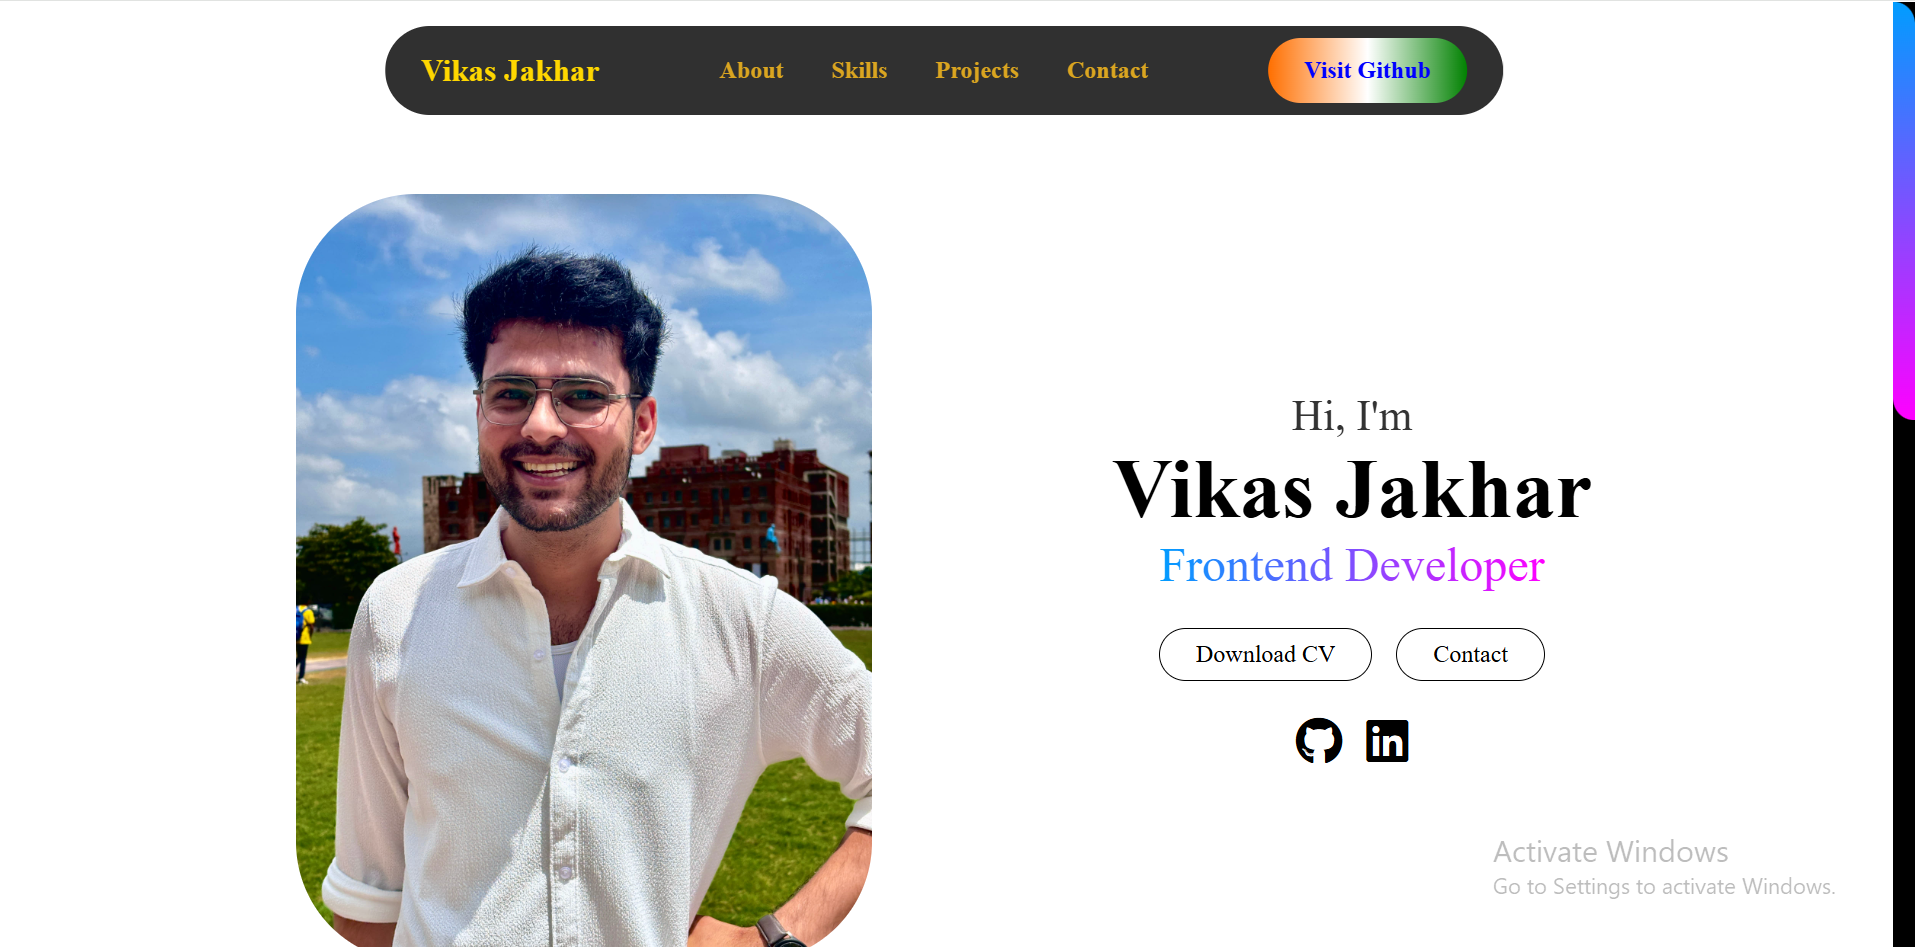 Vikas Jakhar About Skills Projects Contact Visit Github
Hi, I'm
Vikas Jakhar
Frontend Developer
Download CV Contact
in
Activate Windows
Go to Settings to activate Windows.